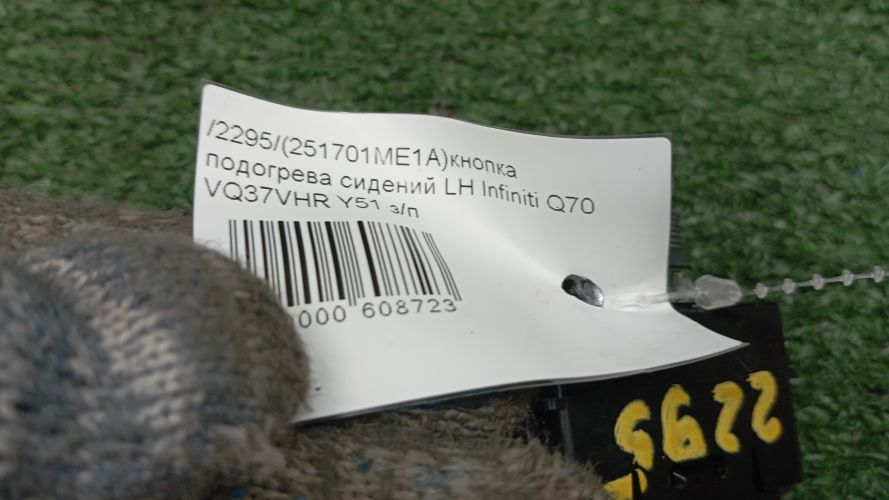 /2295/(251701ME1A)кнопка
подогрева сидений LH Infiniti Q70
VQ37VHR Y51 з/п
000 608723
2295